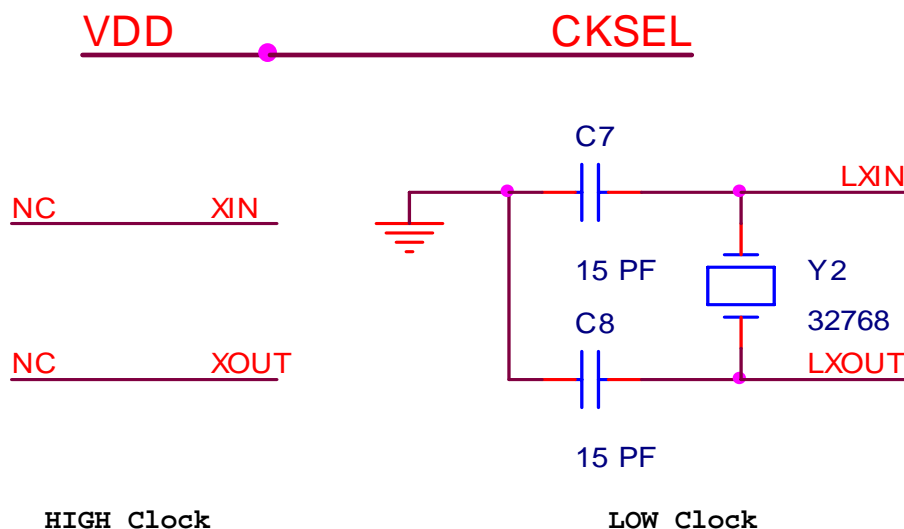 VDD CKSEL
C7
LXIN
NC XIN
15 PF
Y2
C8
32768
NC XOUT
LXOUT
15 PF
HIGH Clock
LOW Clock